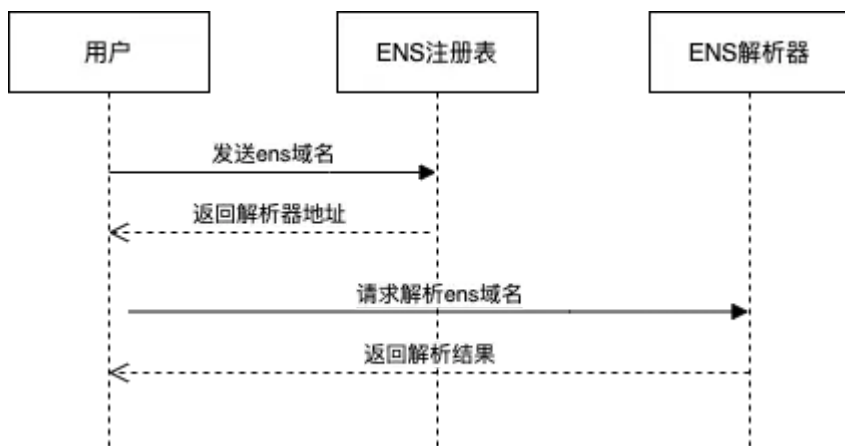 用户
ENS注册表
ENS解析器
发送ens域名
返回解析器地址
请求解析ens域名
返回解析结果